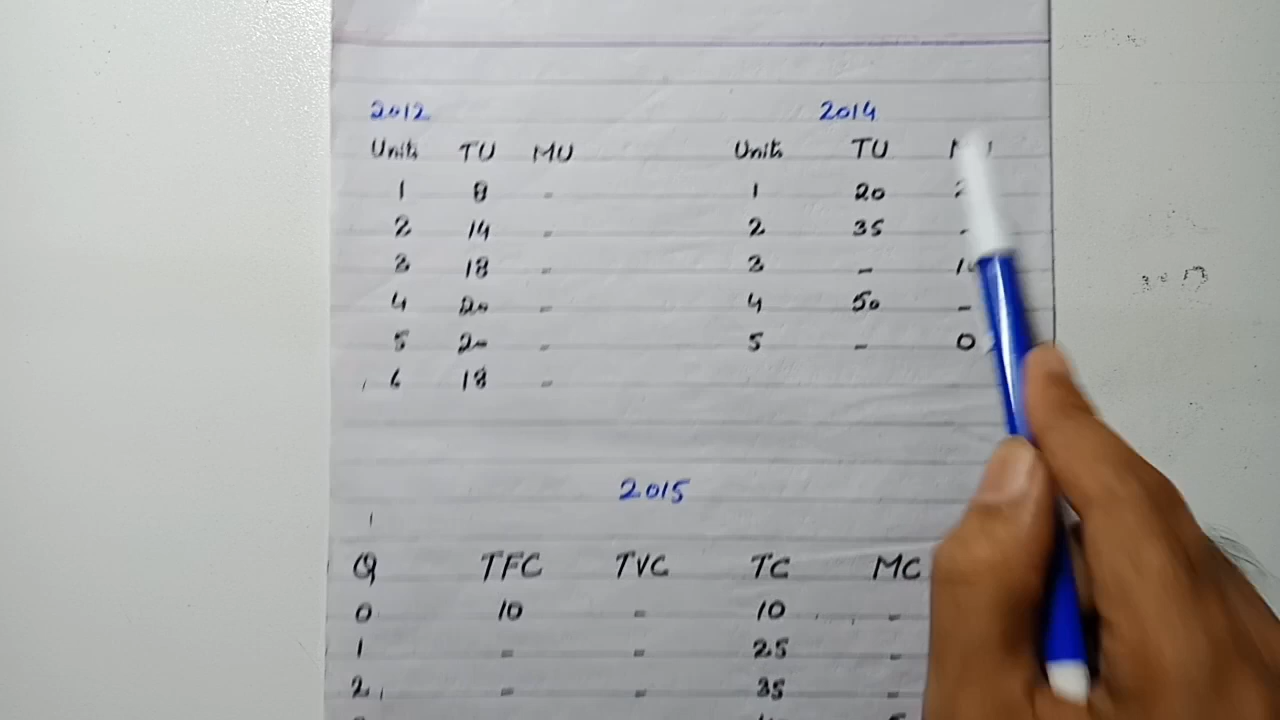 2012 2014
Units TU MU Units TU
1 8 - 1 20
2 14 - 2 35 -
3 18 - 3 -
4 20 - 4 50 -
5 20 - 5 - 0
6 18 -
2015
Q TFC TVC TC MC
0 10 - 10 -
1 - - 25 -
2 - - 35 -